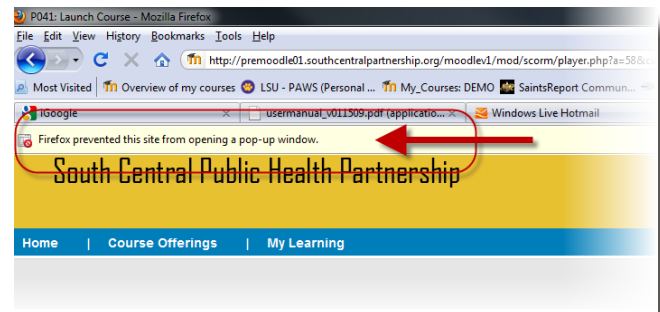 P041: Launch Course - Mozilla Firefox
File Edit View History Bookmarks Tools Help
http://premoodle01.southcentralpartnership.org/moodlev1/mod/scorm/player.php?a=58
Most Visited Overview of my courses LSU - PAWS (Personal ... My_Courses: DEMO SaintsReport Commun...
iGoogle usermanual_v011509.pdf (applicatio... Windows Live Hotmail
Firefox prevented this site from opening a pop-up window.
South Central Public Health Partnership
Home | Course Offerings | My Learning